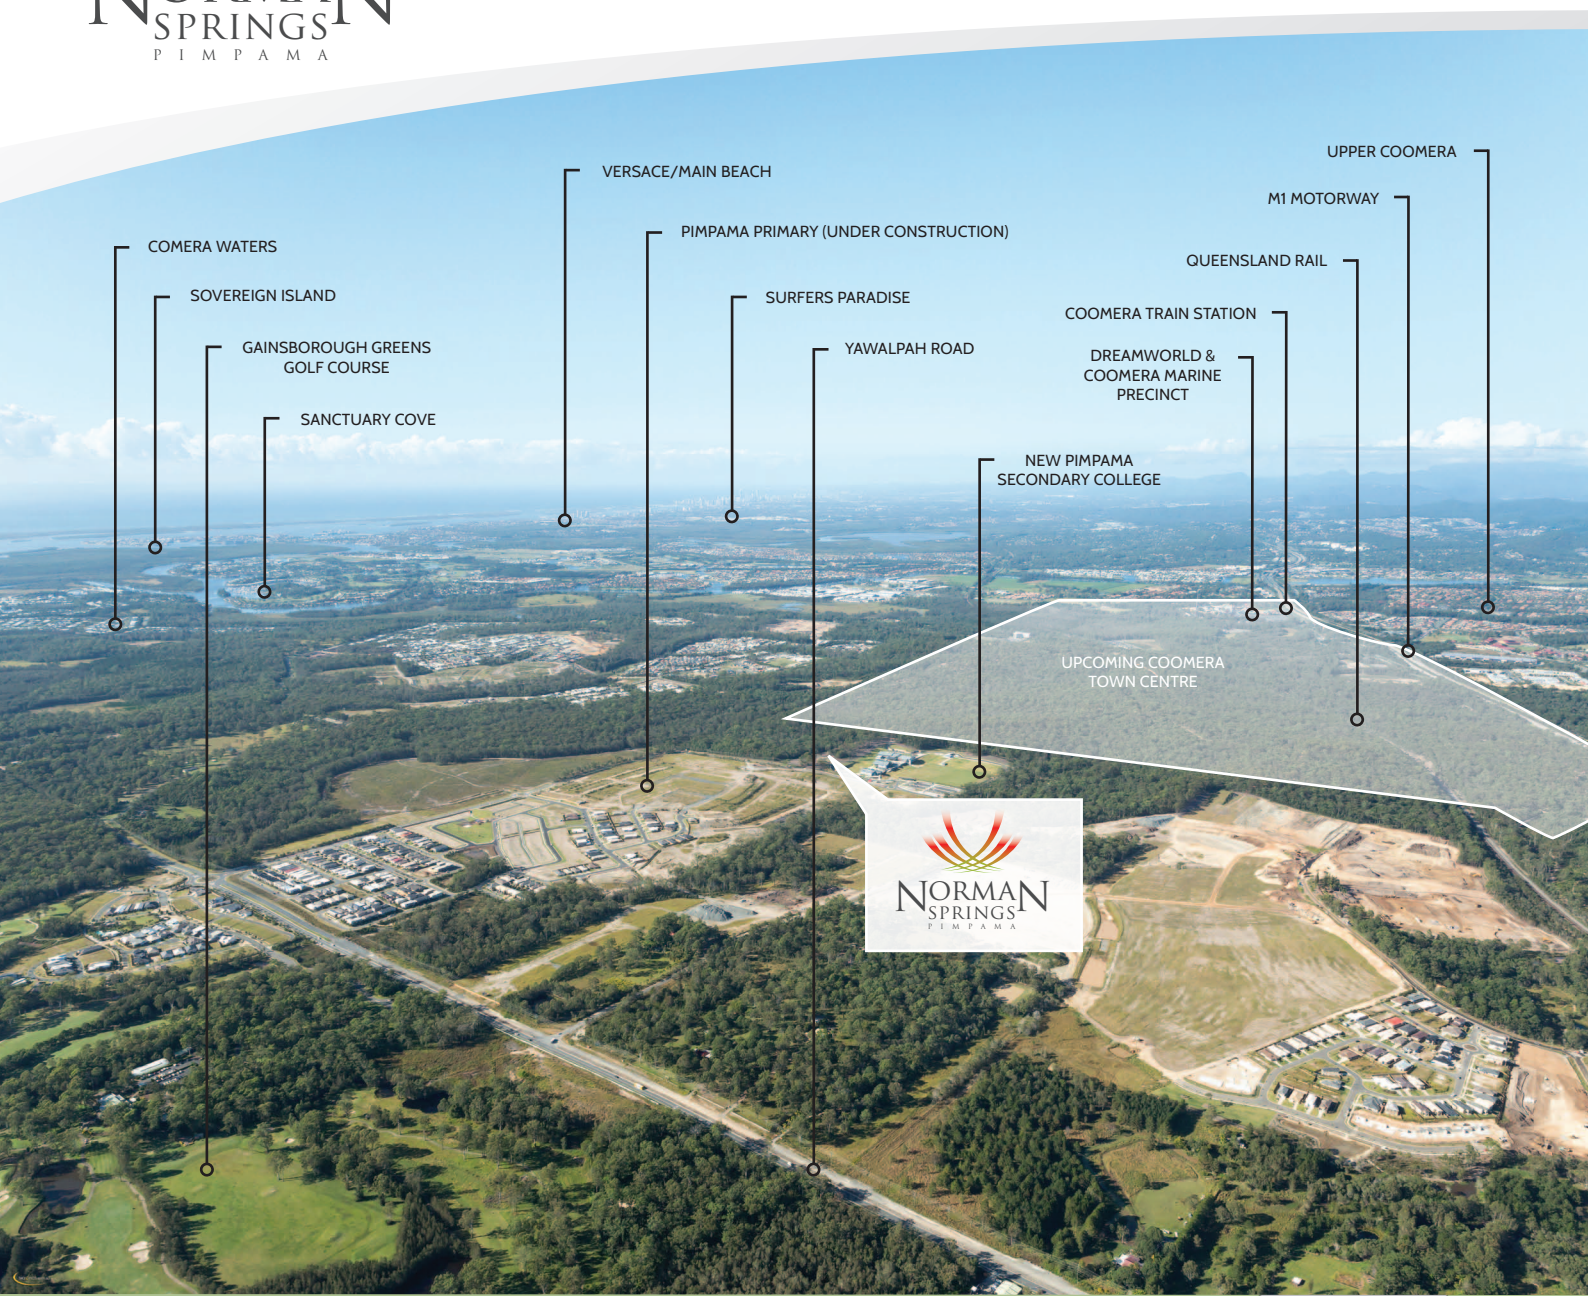 NORMAN
SPRINGS
PIMPAMA
UPPER COOMERA
VERSACE/MAIN BEACH
M1 MOTORWAY
PIMPAMA PRIMARY (UNDER CONSTRUCTION)
COMERA WATERS
QUEENSLAND RAIL
SOVEREIGN ISLAND
SURFERS PARADISE
COOMERA TRAIN STATION
GAINSBOROUGH GREENS
GOLF COURSE
YAWALPAH ROAD
DREAMWORLD &
COOMERA MARINE
PRECINCT
SANCTUARY COVE
NEW PIMPAMA
SECONDARY COLLEGE
UPCOMING COOMERA
TOWN CENTRE
NORMAN
SPRINGS
PIMPAMA